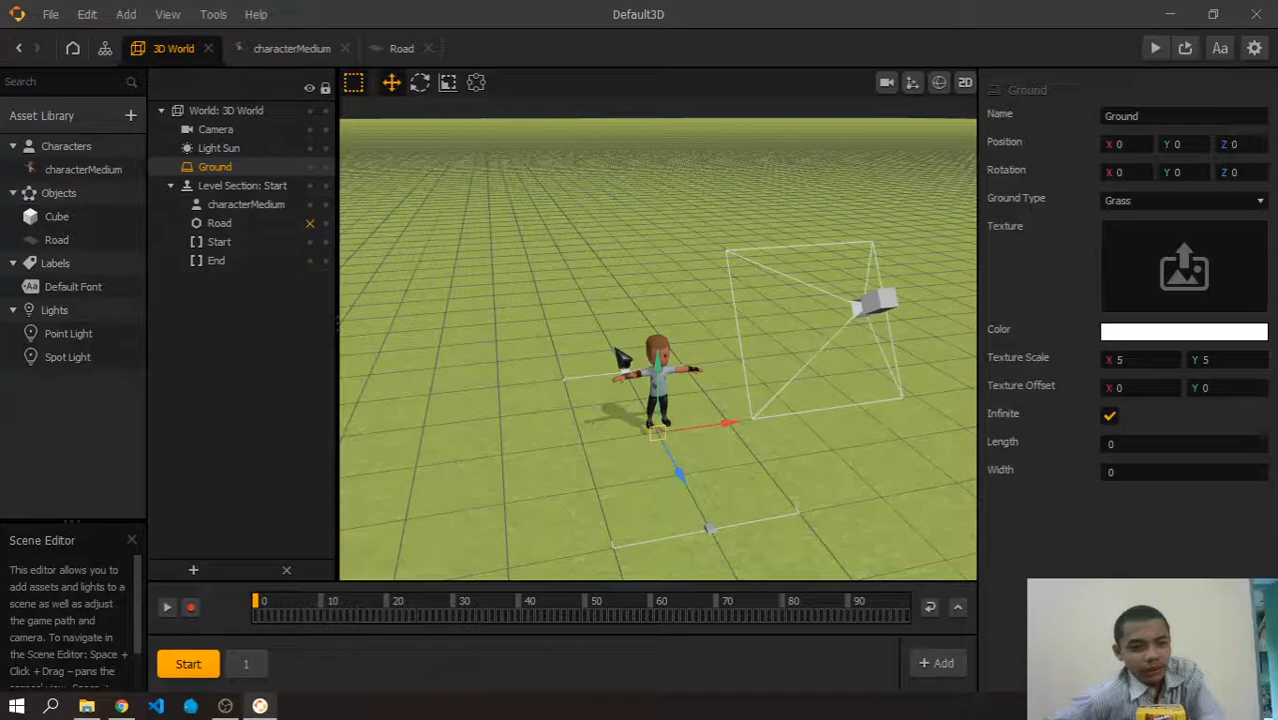 File Edit Add View Tools Help Default3D
3D World characterMedium Road Aa
Search
Asset Library
Characters
characterMedium
Objects
Cube
Road
Labels
Aa Default Font
Lights
Point Light
Spot Light
Scene Editor
This editor allows you
to add assets and lights to a
scene as well as adjust
the game path and
camera. To navigate in
the Scene Editor: Space +
Click + Drag – pans the
World: 3D World
Camera
Light Sun
Ground
Level Section: Start
characterMedium
Road
Start
End
2D
0 10 20 30 40 50 60 70 80 90
Start 1 + Add
Ground
Name Ground
Position X 0 Y 0 Z 0
Rotation X 0 Y 0 Z 0
Ground Type Grass
Texture
Color
Texture Scale X 5 Y 5
Texture Offset X 0 Y 0
Infinite
Length 0
Width 0